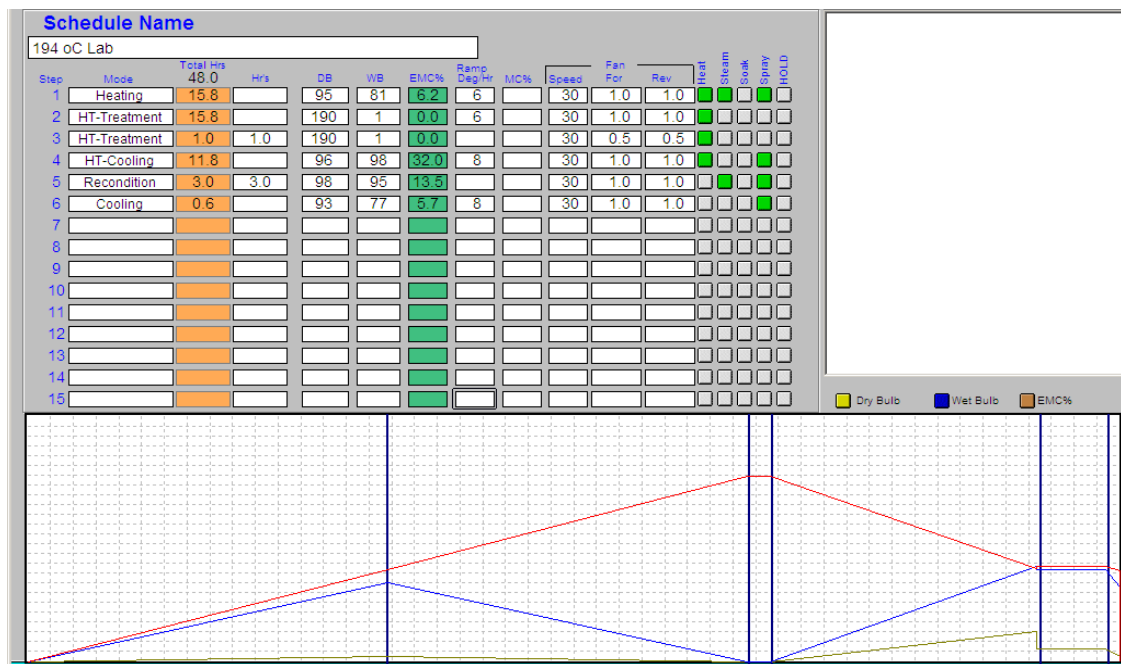 Schedule Name
194 oC Lab
Total Hrs Ramp Fan
Step Mode 48.0 Hr's DB WB EMC% Deg/Hr MC% Speed For Rev Heat Steam Soak Spray HOLD
1 Heating 15.8 95 81 6.2 6 30 1.0 1.0
2 HT-Treatment 15.8 190 1 0.0 6 30 1.0 1.0
3 HT-Treatment 1.0 1.0 190 1 0.0 30 0.5 0.5
4 HT-Cooling 11.8 96 98 32.0 8 30 1.0 1.0
5 Recondition 3.0 3.0 98 95 13.5 30 1.0 1.0
6 Cooling 0.6 93 77 5.7 8 30 1.0 1.0
7
8
9
10
11
12
13
14
15
Dry Bulb Wet Bulb EMC%